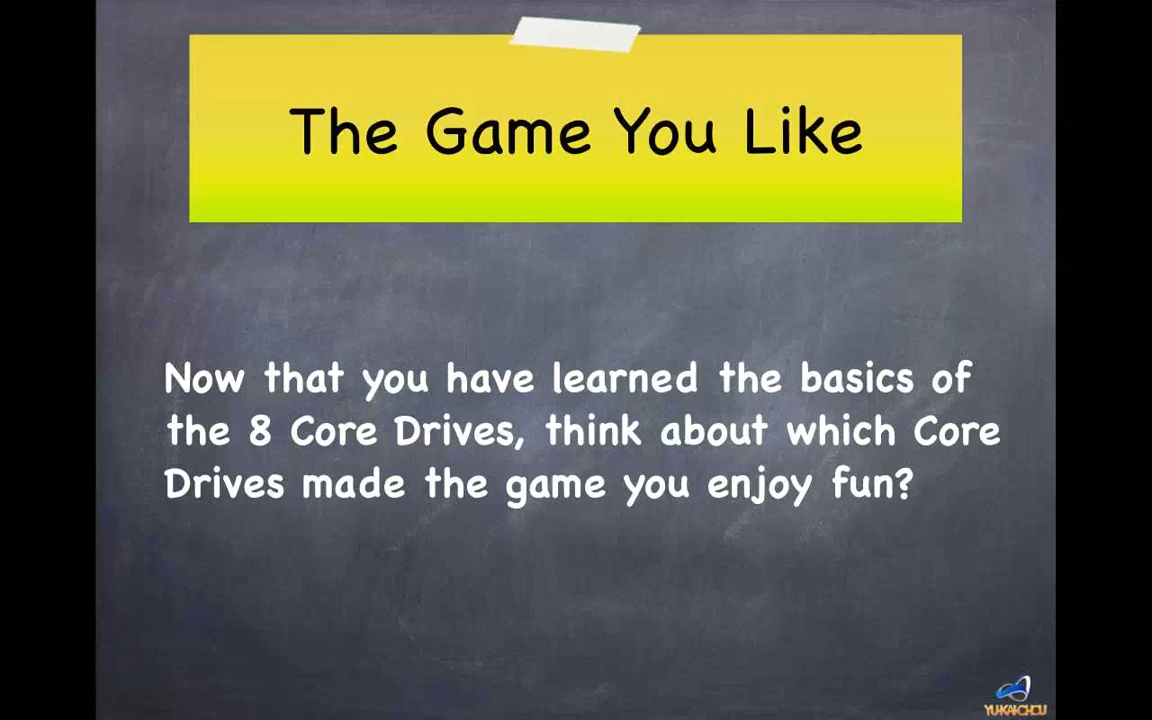 The Game You Like
Now that you have learned the basics of
the 8 Core Drives, think about which Core
Drives made the game you enjoy fun?
YUKAICHOU